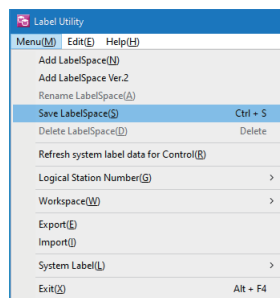 Label Utility
Menu(M) Edit(E) Help(H)
Add LabelSpace(N)
Add LabelSpace Ver.2
Rename LabelSpace(A)
Save LabelSpace(S) Ctrl + S
Delete LabelSpace(D) Delete
Refresh system label data for Control(R)
Logical Station Number(G) >
Workspace(W) >
Export(E)
Import(I)
System Label(L) >
Exit(X) Alt + F4